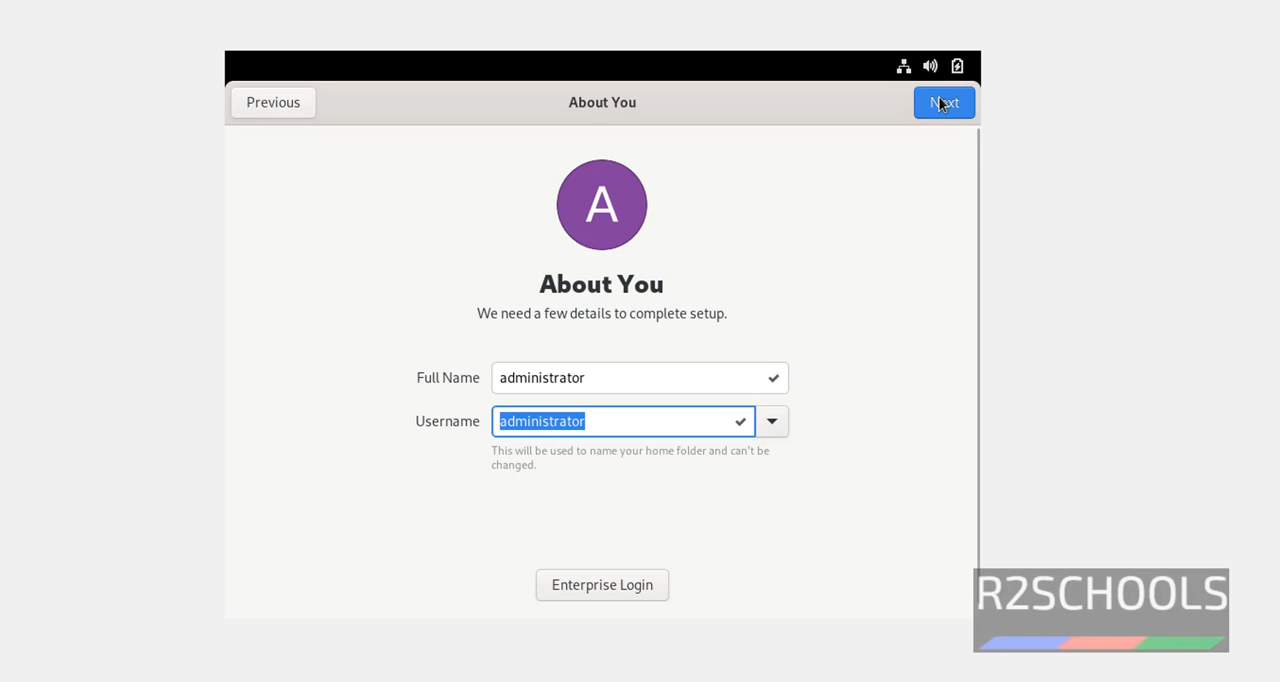 Previous
About You
Next
A
About You
We need a few details to complete setup.
Full Name administrator
Username administrator
This will be used to name your home folder and can't be
changed.
Enterprise Login
R2SCHOOLS